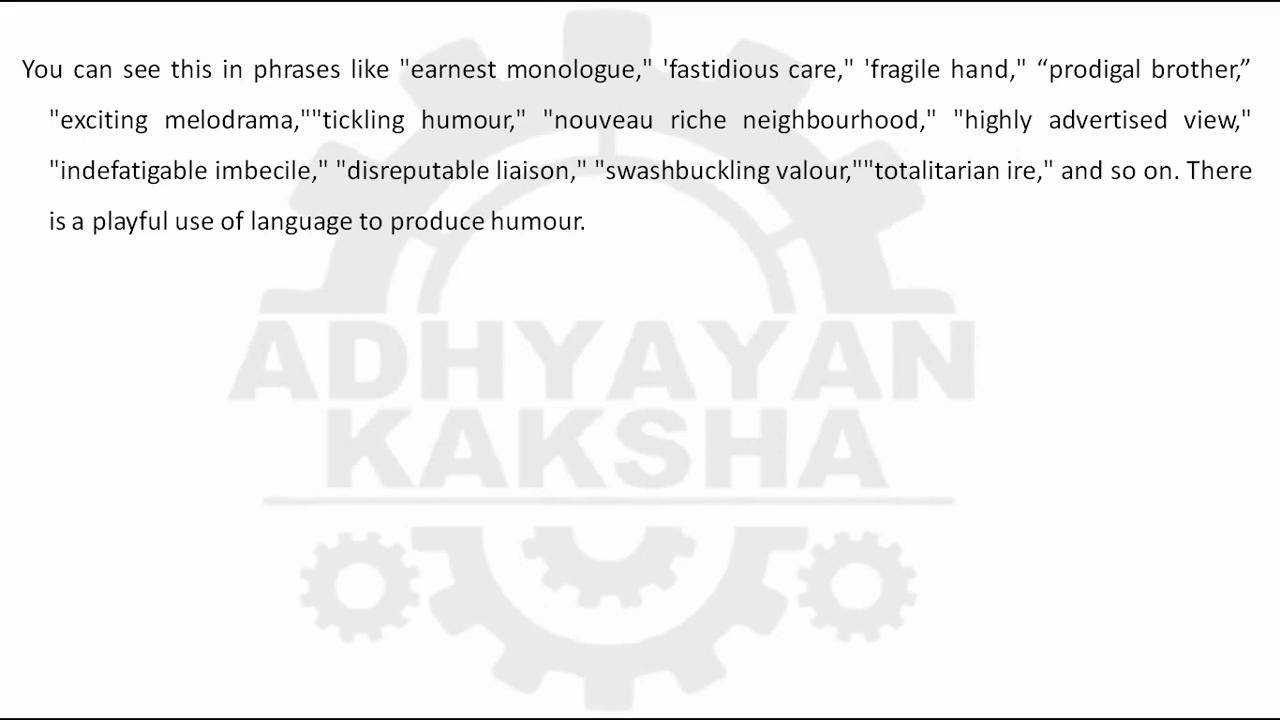 You can see this in phrases like "earnest monologue," 'fastidious care," 'fragile hand," “prodigal brother,”
"exciting melodrama,""tickling humour," "nouveau riche neighbourhood," "highly advertised view,"
"indefatigable imbecile," "disreputable liaison," "swashbuckling valour,""totalitarian ire," and so on. There
is a playful use of language to produce humour.
ADHYAYAN
KAKSHA